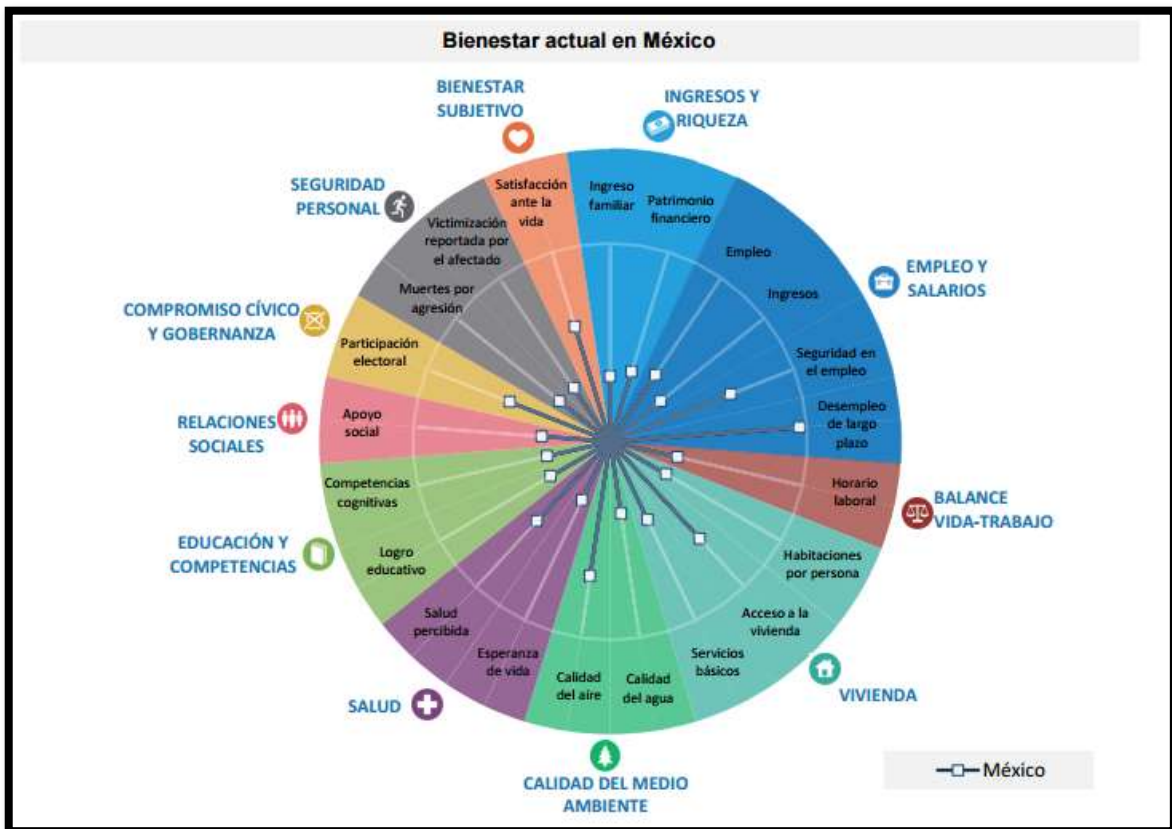 Bienestar actual en México
BIENESTAR
SUBJETIVO
INGRESOS Y
RIQUEZA
SEGURIDAD
PERSONAL
EMPLEO Y
SALARIOS
COMPROMISO CÍVICO
Y GOBERNANZA
RELACIONES
SOCIALES
BALANCE
VIDA-TRABAJO
EDUCACIÓN Y
COMPETENCIAS
SALUD
VIVIENDA
CALIDAD DEL MEDIO
AMBIENTE
Satisfacción
ante la
vida
Ingreso
familiar
Patrimonio
financiero
Empleo
Ingresos
Seguridad en
el empleo
Desempleo
de largo
plazo
Horario
laboral
Habitaciones
por persona
Acceso a la
vivienda
Servicios
básicos
Calidad
del agua
Calidad
del aire
Esperanza
de vida
Salud
percibida
Logro
educativo
Competencias
cognitivas
Apoyo
social
Participación
electoral
Muertes por
agresión
Victimización
reportada por
el afectado
México